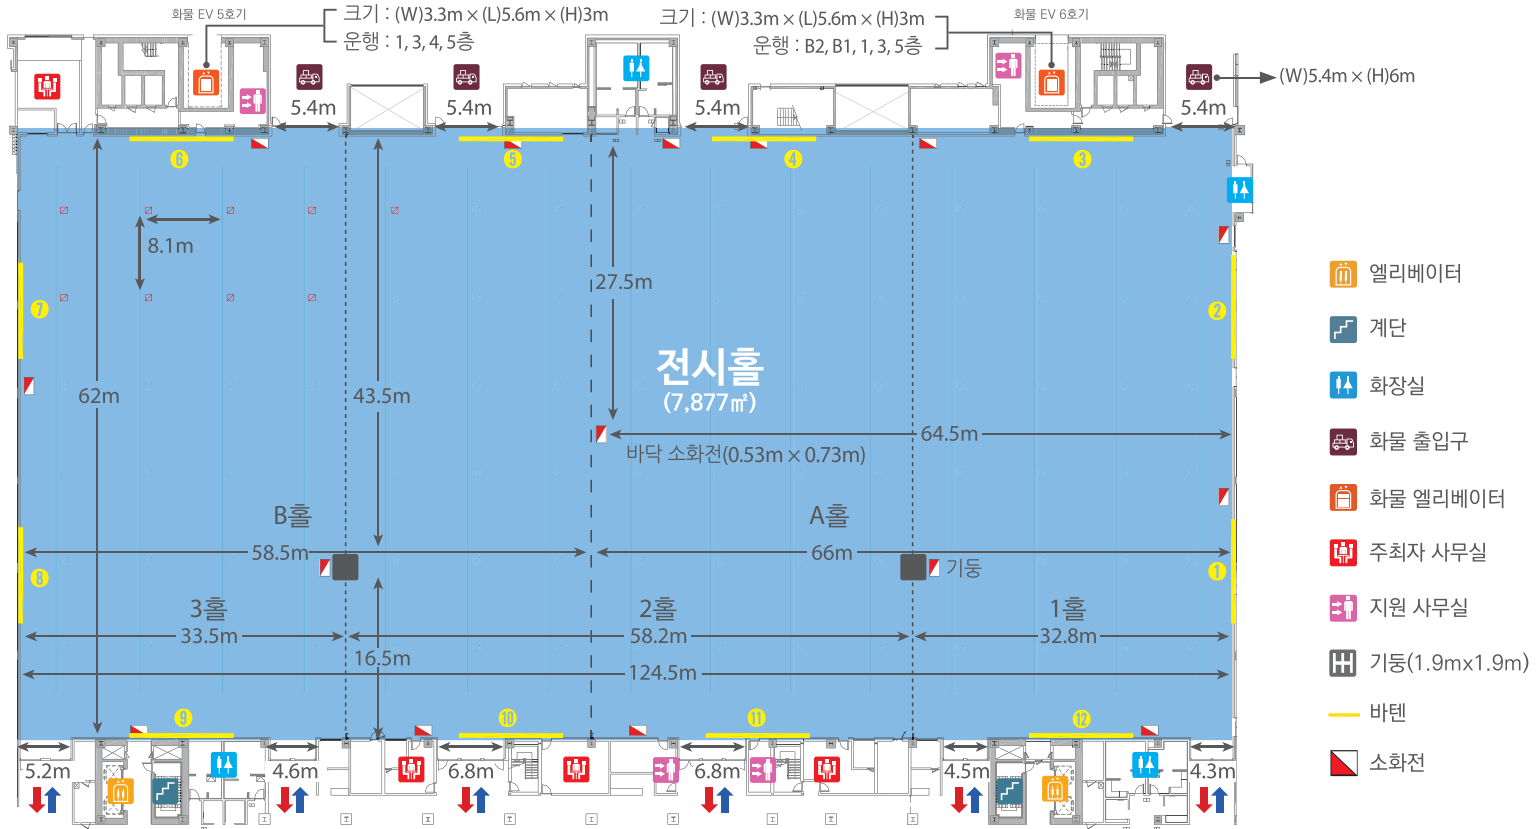 화물 EV 5호기
크기 : (W)3.3m × (L)5.6m × (H)3m
운행 : 1, 3, 4, 5층
크기 : (W)3.3m × (L)5.6m × (H)3m
운행 : B2, B1, 1, 3, 5층
화물 EV 6호기
(W)5.4m × (H)6m
5.4m
5.4m
5.4m
5.4m
6
5
4
3
8.1m
27.5m
7
2
전시홀
(7,877㎡)
62m
43.5m
64.5m
바닥 소화전(0.53m × 0.73m)
B홀
A홀
58.5m
66m
8
1
기둥
3홀
2홀
1홀
33.5m
58.2m
32.8m
16.5m
124.5m
9
10
11
12
5.2m
4.6m
6.8m
6.8m
4.5m
4.3m
엘리베이터
계단
화장실
화물 출입구
화물 엘리베이터
주최자 사무실
지원 사무실
기둥(1.9mx1.9m)
바텐
소화전